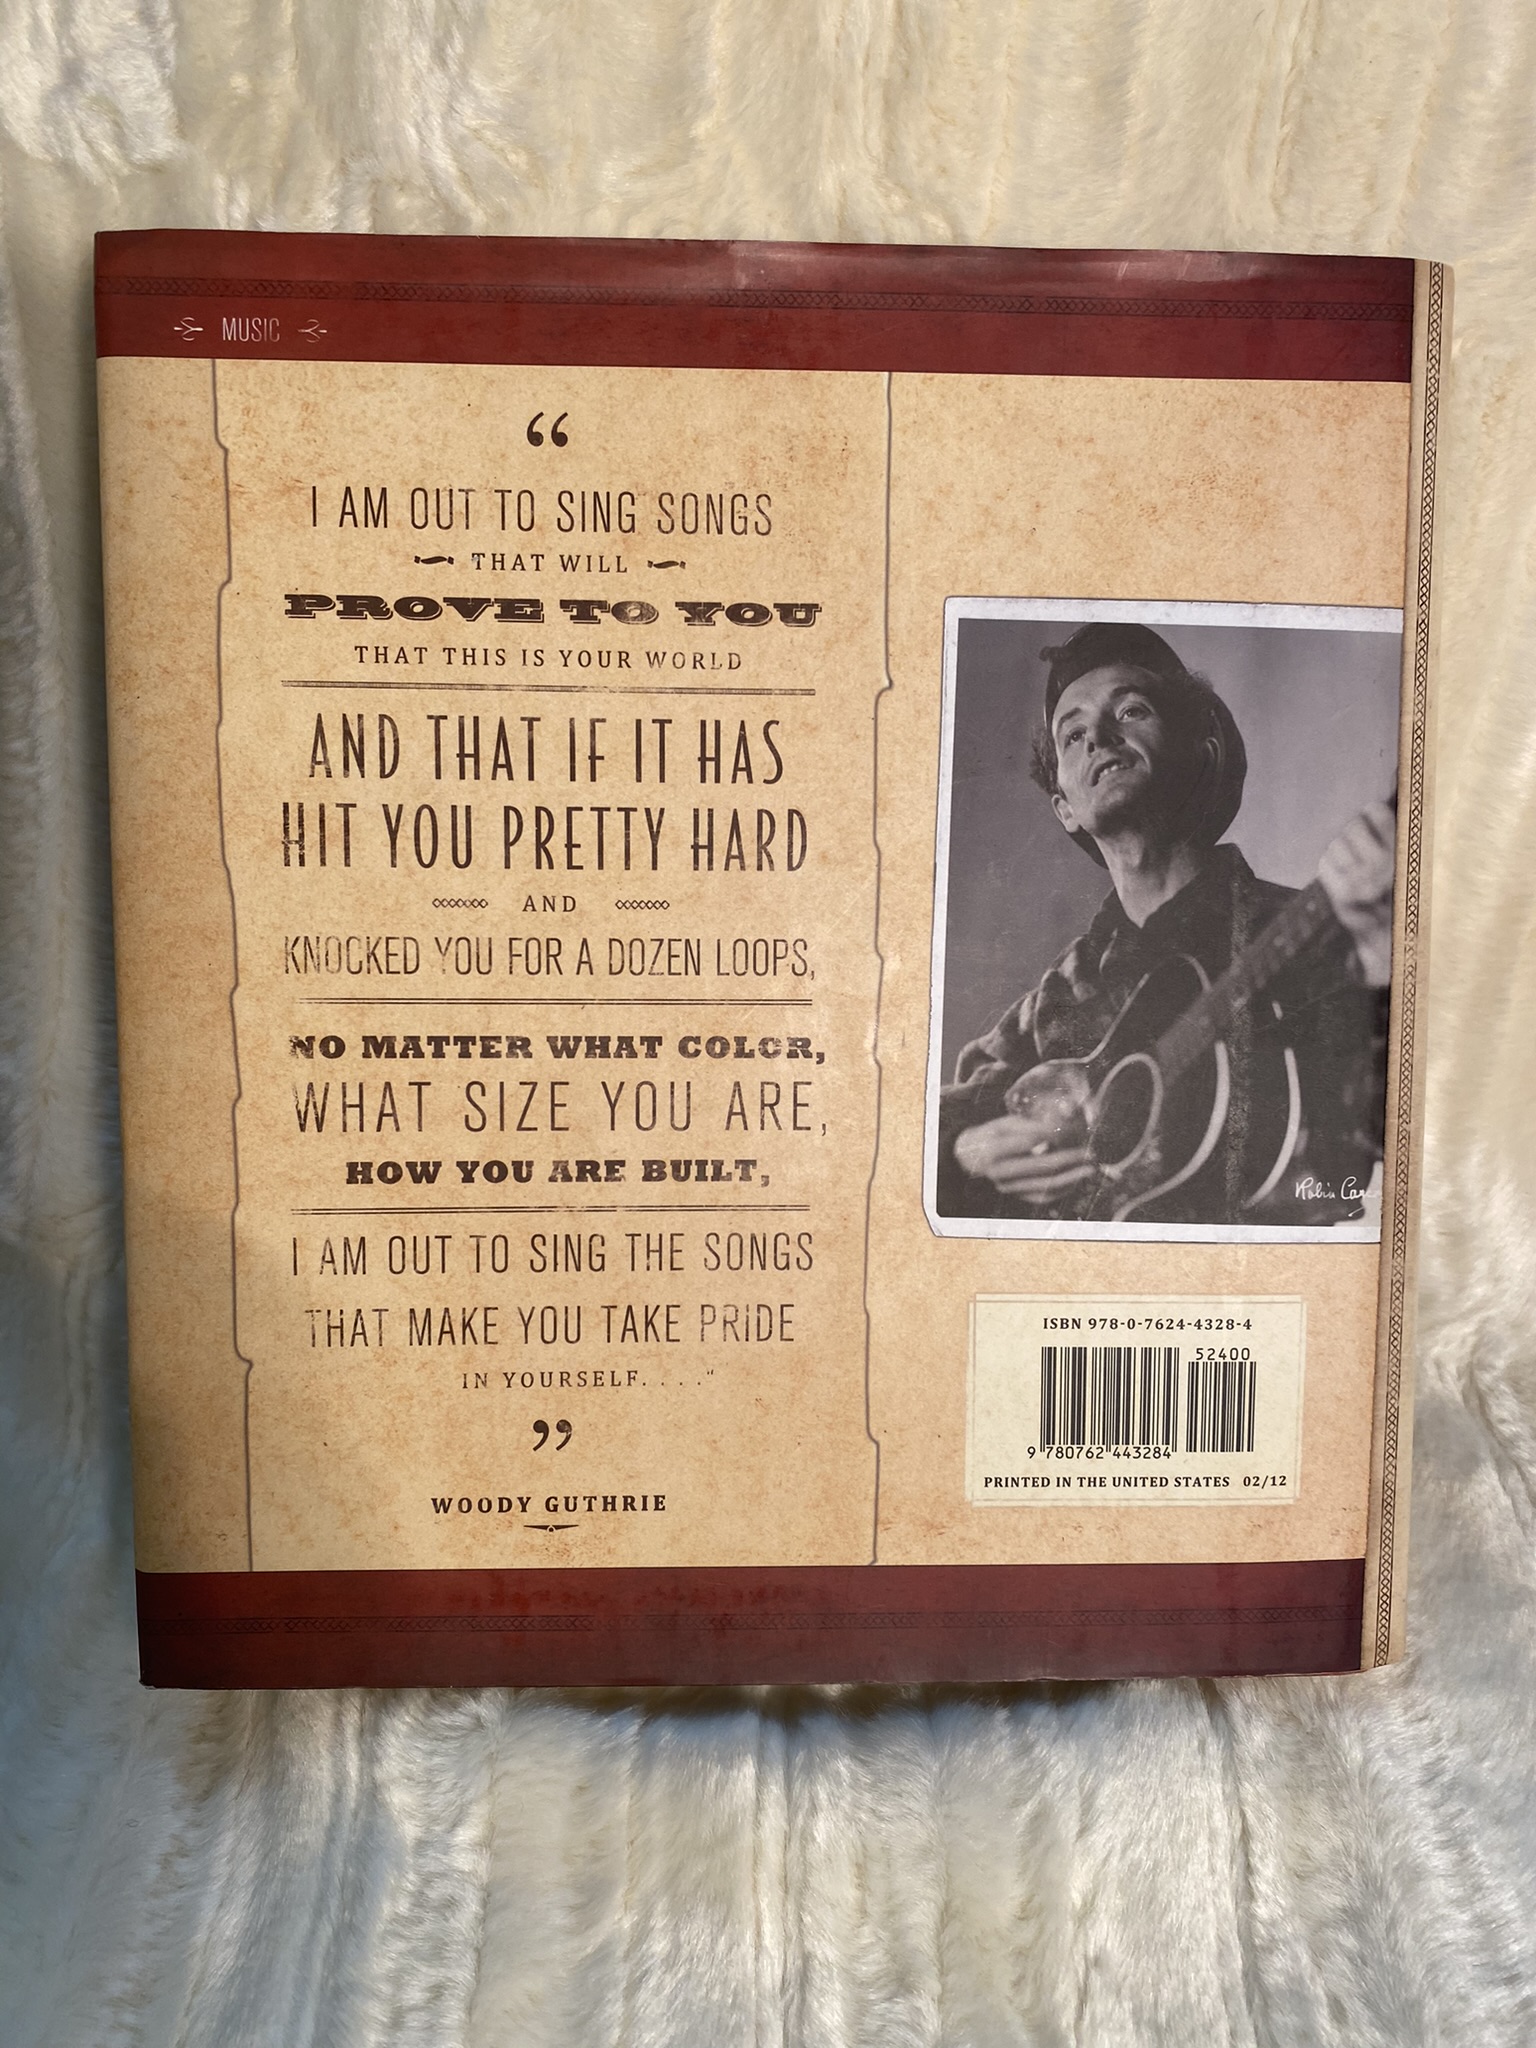 MUSIC
“
I AM OUT TO SING SONGS
THAT WILL
PROVE TO YOU
THAT THIS IS YOUR WORLD
AND THAT IF IT HAS
HIT YOU PRETTY HARD
AND
KNOCKED YOU FOR A DOZEN LOOPS,
NO MATTER WHAT COLOR,
WHAT SIZE YOU ARE,
HOW YOU ARE BUILT,
I AM OUT TO SING THE SONGS
THAT MAKE YOU TAKE PRIDE
IN YOURSELF. . . ."
”
WOODY GUTHRIE
Robin
ISBN 978-0-7624-4328-4
52400
9 780762 443284
PRINTED IN THE UNITED STATES 02/12